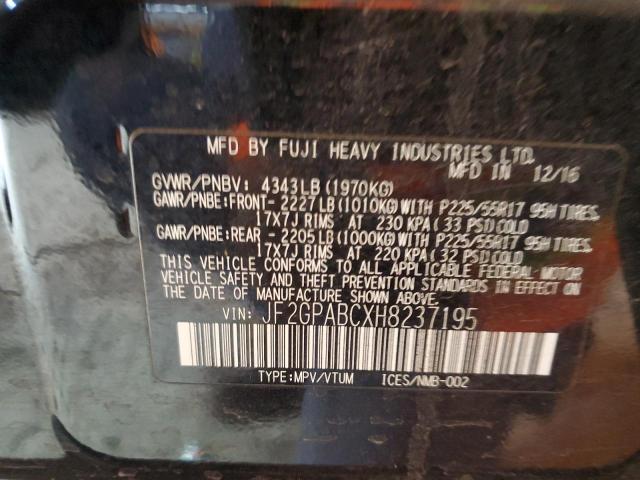 MFD BY FUJI HEAVY INDUSTRIES LTD.
MFD IN 12/16
GVWR/PNBV: 4343LB(1970KG)
GAWR/PNBE:FRONT- 2227LB(1010KG)WITH P225/55R17 95H TIRES,
17X7J RIMS AT 230 KPA(33 PSI)COLD
GAWR/PNBE:REAR - 2205LB(1000KG)WITH P225/55R17 95H TIRES,
17X7J RIMS AT 220 KPA(32 PSI)COLD
THIS VEHICLE CONFORMS TO ALL APPLICABLE FEDERAL MOTOR
VEHICLE SAFETY AND THEFT PREVENTION STANDARDS IN EFFECT ON
THE DATE OF MANUFACTURE SHOWN ABOVE.
VIN: JF2GPABCXH8237195
TYPE:MPV/VTUM ICES/NMB-002